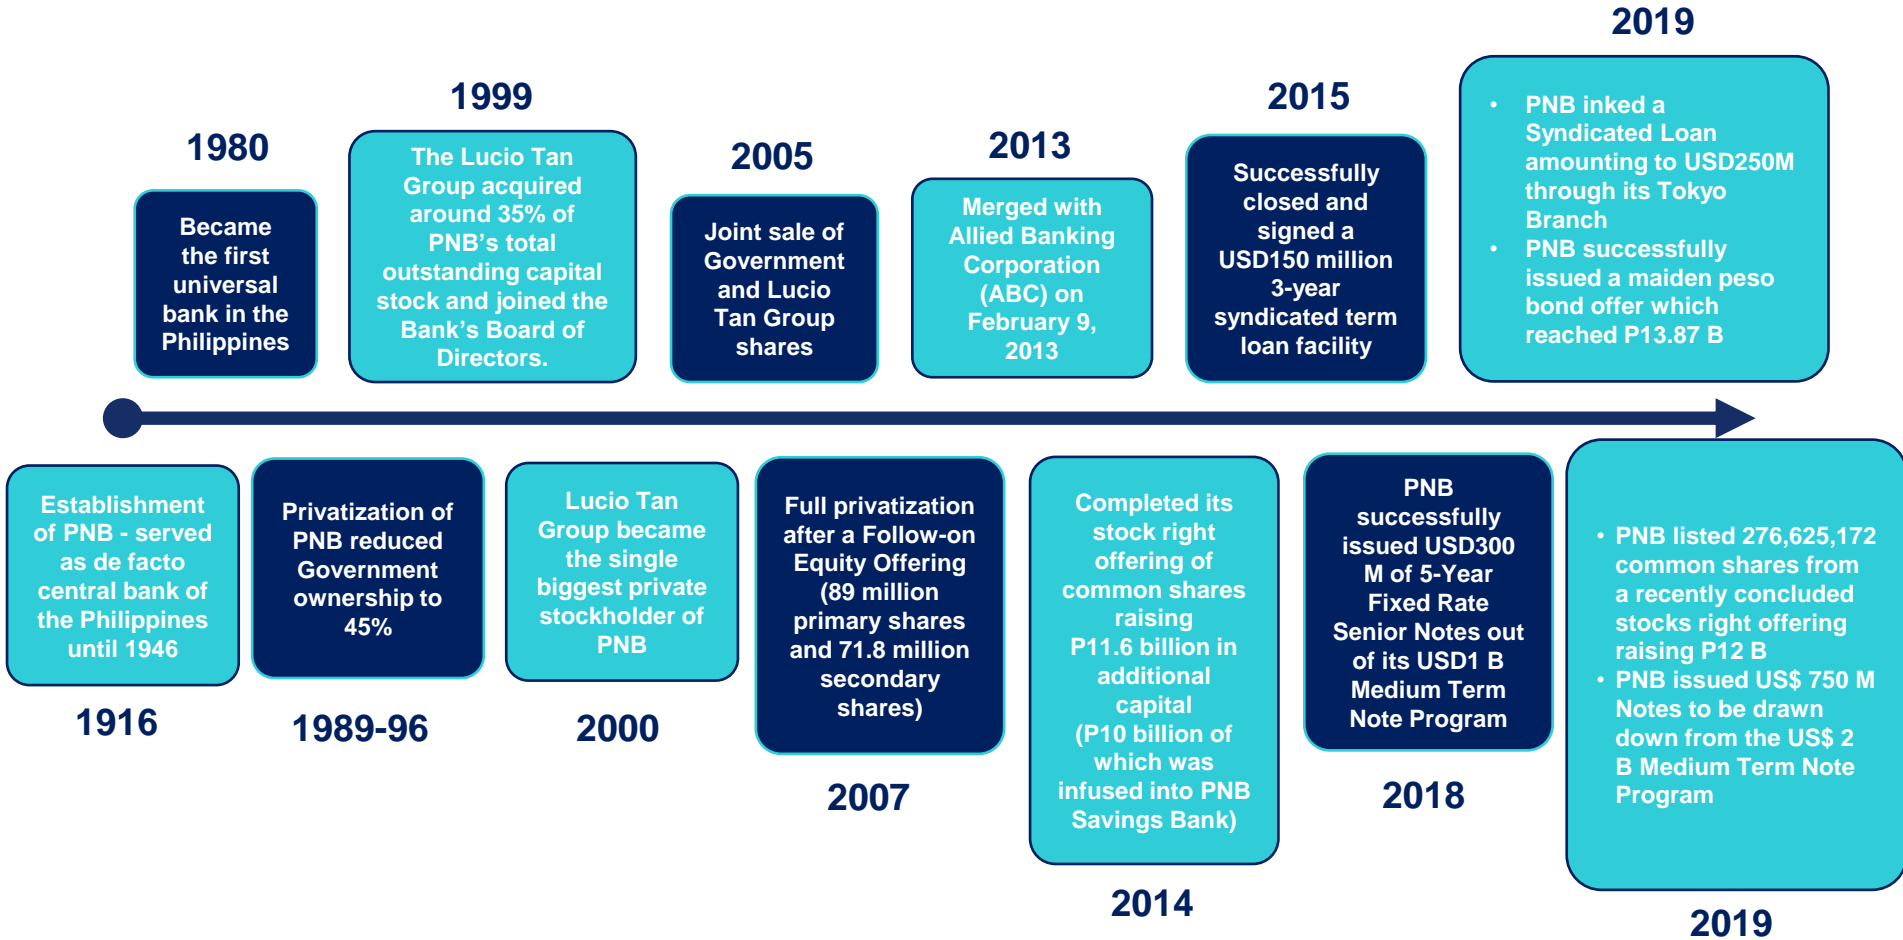 2019
• PNB inked a
Syndicated Loan
amounting to USD250M
through its Tokyo
Branch
• PNB successfully
issued a maiden peso
bond offer which
reached P13.87 B
1999
The Lucio Tan
Group acquired
around 35% of
PNB’s total
outstanding capital
stock and joined the
Bank’s Board of
Directors.
2015
Successfully
closed and
signed a
USD150 million
3-year
syndicated term
loan facility
1980
Became
the first
universal
bank in the
Philippines
2005
Joint sale of
Government
and Lucio
Tan Group
shares
2013
Merged with
Allied Banking
Corporation
(ABC) on
February 9,
2013
Establishment
of PNB - served
as de facto
central bank of
the Philippines
until 1946
1916
Privatization of
PNB reduced
Government
ownership to
45%
1989-96
Lucio Tan
Group became
the single
biggest private
stockholder of
PNB
2000
Full privatization
after a Follow-on
Equity Offering
(89 million
primary shares
and 71.8 million
secondary
shares)
2007
Completed its
stock right
offering of
common shares
raising
P11.6 billion in
additional
capital
(P10 billion of
which was
infused into PNB
Savings Bank)
2014
PNB
successfully
issued USD300
M of 5-Year
Fixed Rate
Senior Notes out
of its USD1 B
Medium Term
Note Program
2018
• PNB listed 276,625,172
common shares from
a recently concluded
stocks right offering
raising P12 B
• PNB issued US$ 750 M
Notes to be drawn
down from the US$ 2
B Medium Term Note
Program
2019